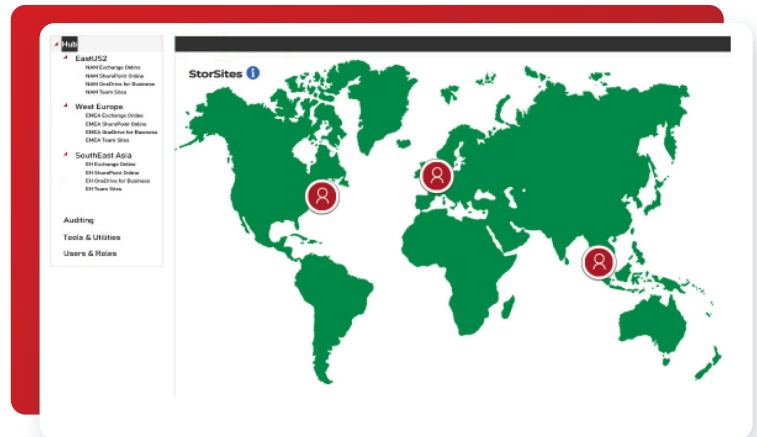 Hub
EastUS2
NAM Exchange Online
NAM SharePoint Online
NAM OneDrive for Business
NAM Team Sites
West Europe
EMEA Exchange Online
EMEA SharePoint Online
EMEA OneDrive for Business
EMEA Team Sites
SouthEast Asia
EH Exchange Online
EH SharePoint Online
EH OneDrive for Business
EH Team Sites
Auditing
Tools & Utilities
Users & Roles
StorSites i